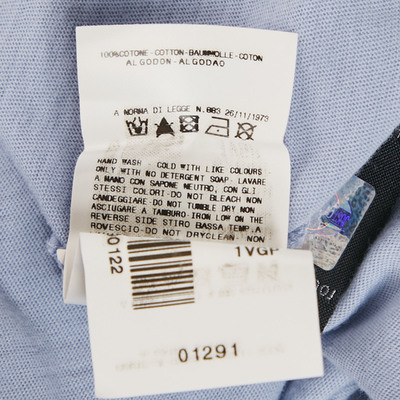 100%COTONE-COTTON-BAUMWOLLE-COTON
ALGODON-ALGODAO
A NORMA DI LEGGE N.883 26/11/1973
HAND WASH - COLD WITH LIKE COLOURS
ONLY WITH NO DETERGENT SOAP- LAVARE
A MANO CON SAPONE NEUTRO, CON GLI
STESSI COLORI-DO NOT BLEACH NON
CANDEGGIARE-DO NOT TUMBLE DRY NON
ASCIUGARE A TAMBURO-IRON LOW ON THE
REVERSE SIDE STIRO BASSA TEMP.A
ROVESCIO-DO NOT DRYCLEAN- NON
00122
1VGP
01291